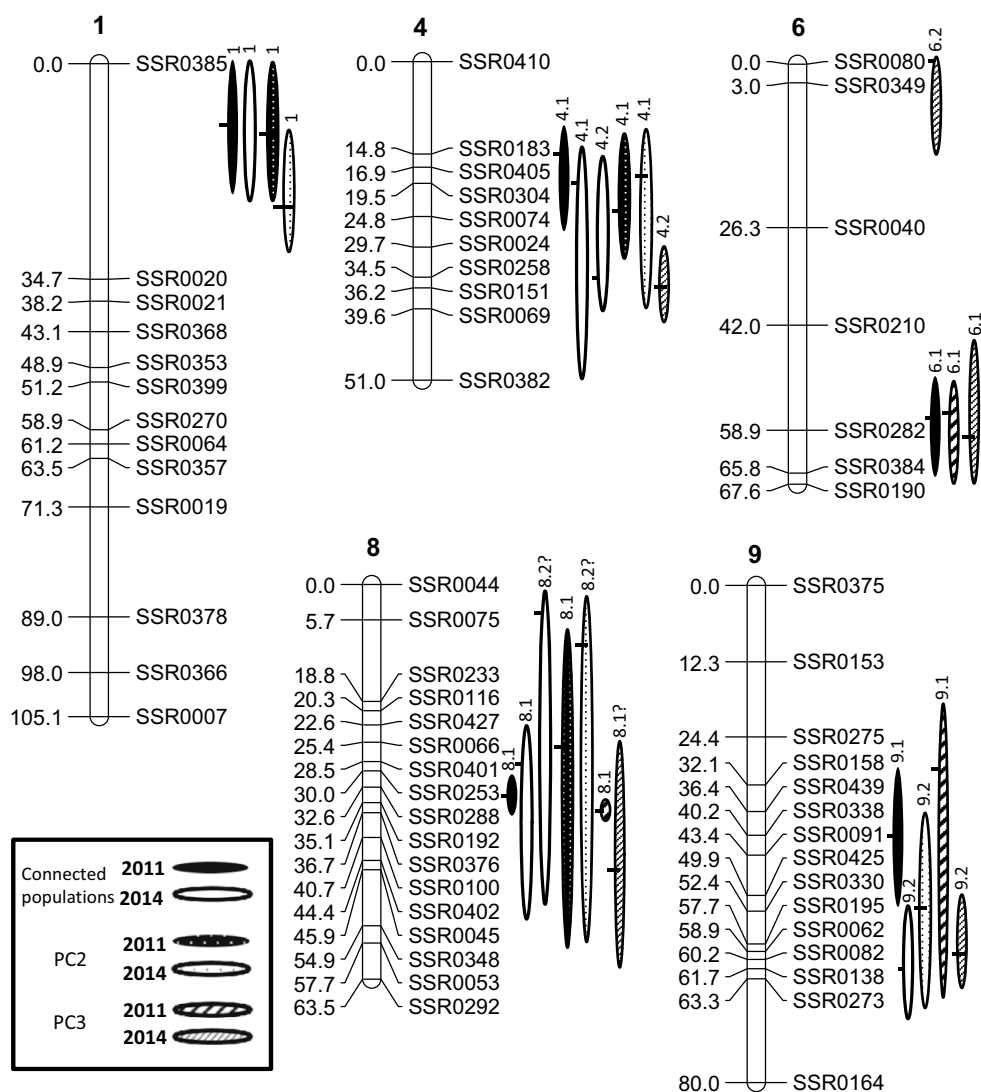 1
0.0 SSR0385
34.7 SSR0020
38.2 SSR0021
43.1 SSR0368
48.9 SSR0353
51.2 SSR0399
58.9 SSR0270
61.2 SSR0064
63.5 SSR0357
71.3 SSR0019
89.0 SSR0378
98.0 SSR0366
105.1 SSR0007
1
1
1
1
4
0.0 SSR0410
14.8 SSR0183
16.9 SSR0405
19.5 SSR0304
24.8 SSR0074
29.7 SSR0024
34.5 SSR0258
36.2 SSR0151
39.6 SSR0069
51.0 SSR0382
4.1
4.1
4.2
4.1
4.1
4.2
6
0.0 SSR0080
3.0 SSR0349
26.3 SSR0040
42.0 SSR0210
58.9 SSR0282
65.8 SSR0384
67.6 SSR0190
6.2
6.1
6.1
6.1
8
0.0 SSR0044
5.7 SSR0075
18.8 SSR0233
20.3 SSR0116
22.6 SSR0427
25.4 SSR0066
28.5 SSR0401
30.0 SSR0253
32.6 SSR0288
35.1 SSR0192
36.7 SSR0376
40.7 SSR0100
44.4 SSR0402
45.9 SSR0045
54.9 SSR0348
57.7 SSR0053
63.5 SSR0292
8.1
8.1
8.2?
8.1
8.2?
8.1
8.1?
9
0.0 SSR0375
12.3 SSR0153
24.4 SSR0275
32.1 SSR0158
36.4 SSR0439
40.2 SSR0338
43.4 SSR0091
49.9 SSR0425
52.4 SSR0330
57.7 SSR0195
58.9 SSR0062
60.2 SSR0082
61.7 SSR0138
63.3 SSR0273
80.0 SSR0164
9.1
9.2
9.2
9.1
9.2
Connected populations
2011
2014
PC2
2011
2014
PC3
2011
2014